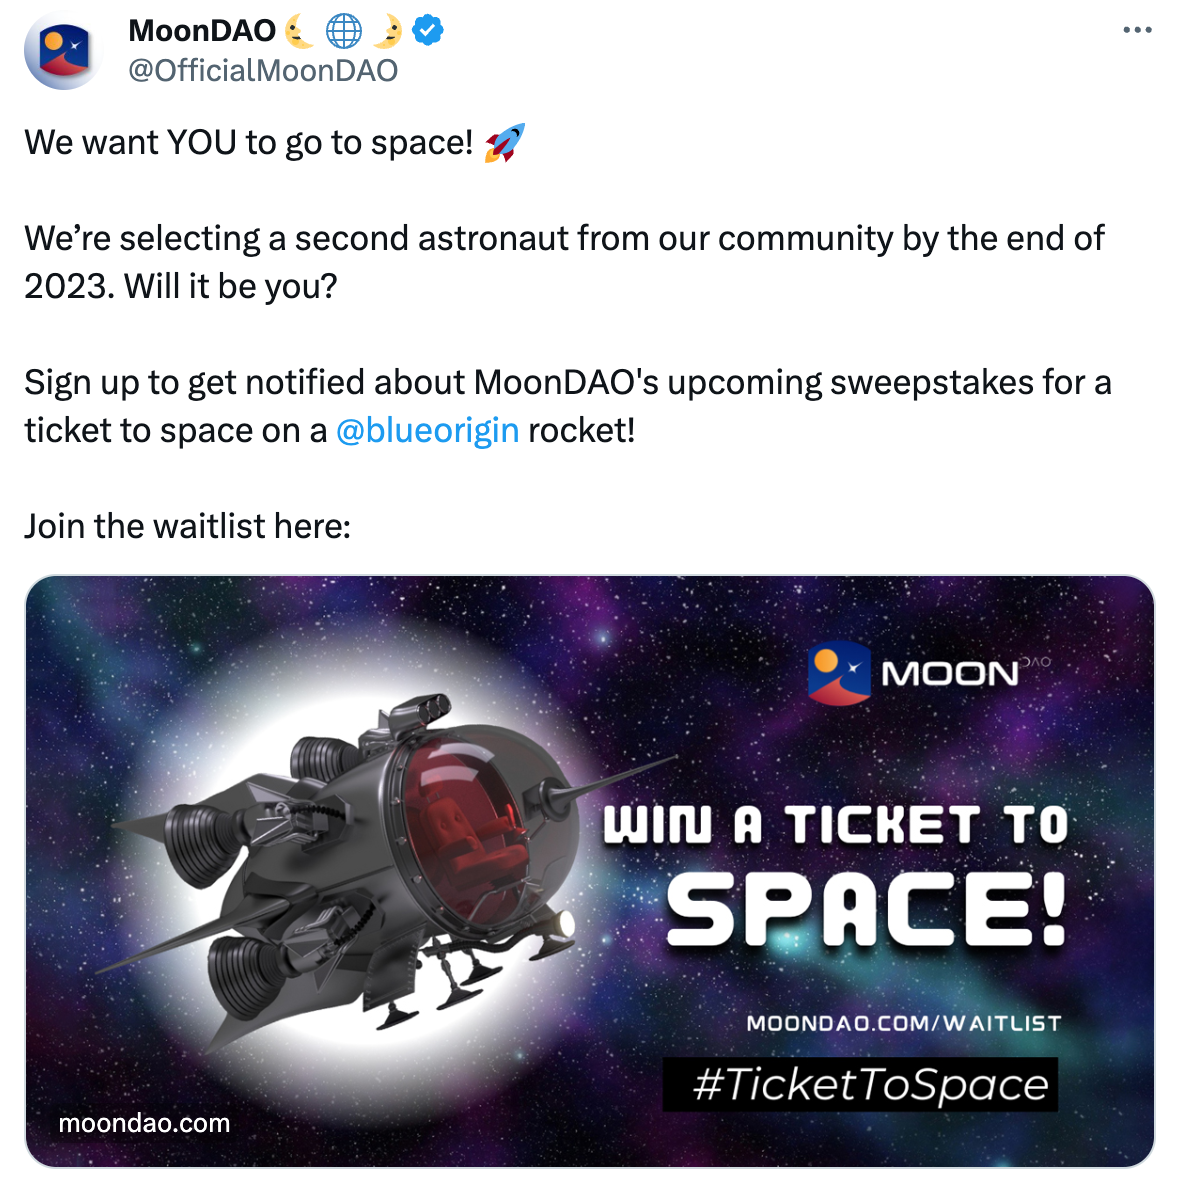 MoonDAO🌜🌐🌛
@OfficialMoonDAO
We want YOU to go to space! 🚀
We’re selecting a second astronaut from our community by the end of
2023. Will it be you?
Sign up to get notified about MoonDAO's upcoming sweepstakes for a
ticket to space on a @blueorigin rocket!
Join the waitlist here:
MOON DAO
WIN A TICKET TO
SPACE!
MOONDAO.COM/WAITLIST
#TicketToSpace
moondao.com